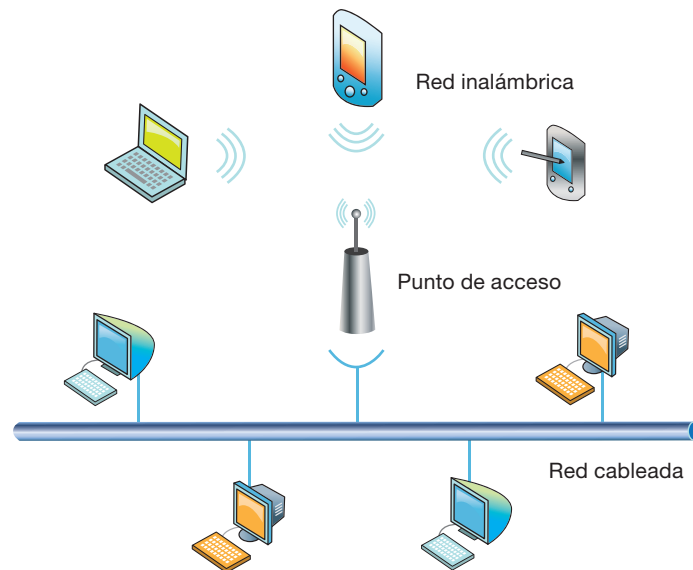 Red inalámbrica
Punto de acceso
Red cableada